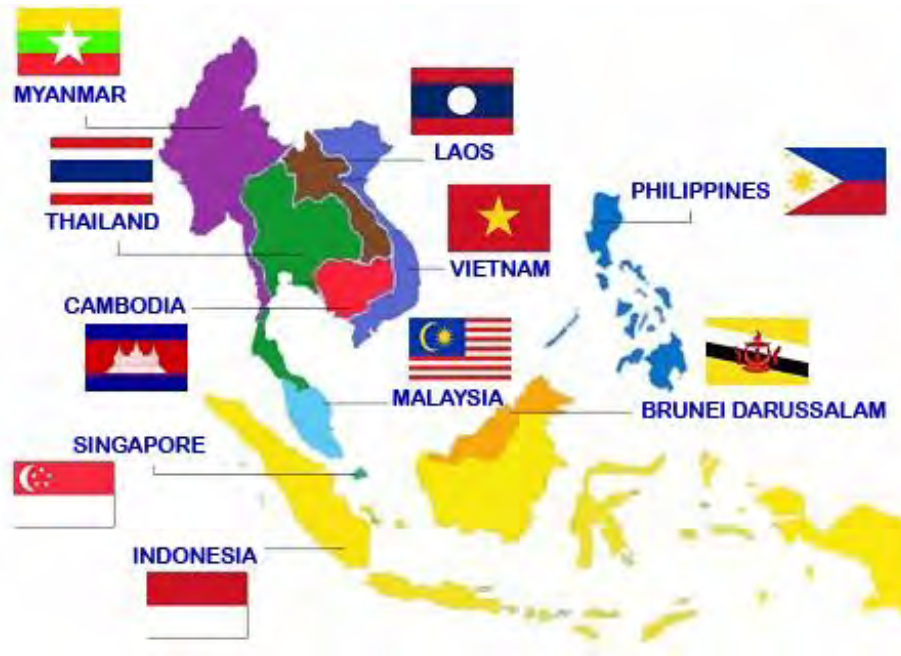 MYANMAR
LAOS
THAILAND
PHILIPPINES
VIETNAM
CAMBODIA
MALAYSIA
BRUNEI DARUSSALAM
SINGAPORE
INDONESIA